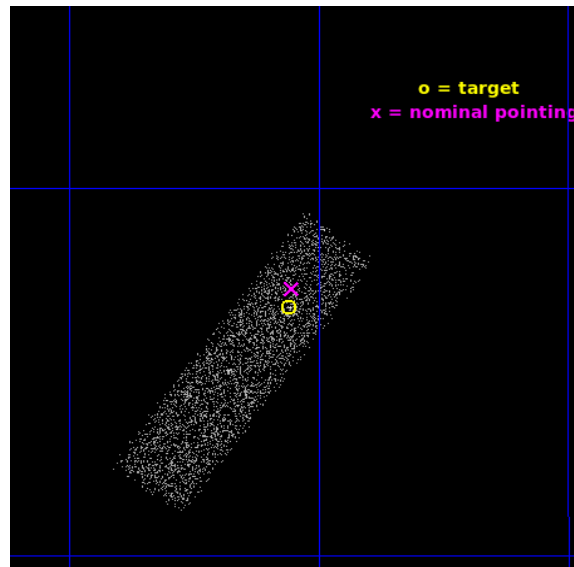 o = target
x = nominal pointing